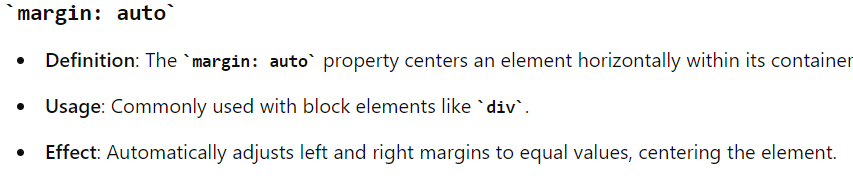 `margin: auto`
• Definition: The `margin: auto` property centers an element horizontally within its container
• Usage: Commonly used with block elements like `div`.
• Effect: Automatically adjusts left and right margins to equal values, centering the element.